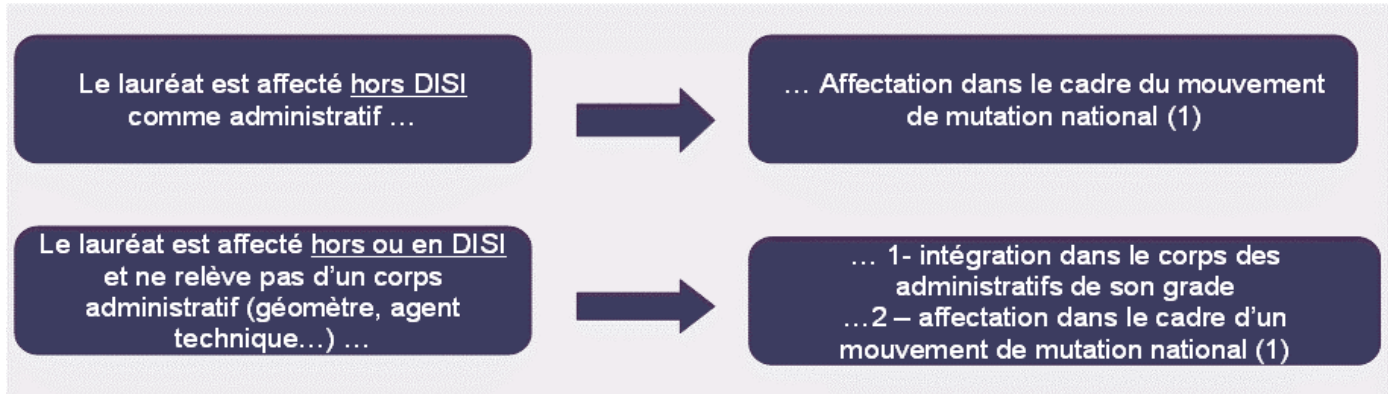 Le lauréat est affecté hors DISI
comme administratif …
… Affectation dans le cadre du mouvement
de mutation national (1)
Le lauréat est affecté hors ou en DISI
et ne relève pas d’un corps
administratif (géomètre, agent
technique…) …
… 1- intégration dans le corps des
administratifs de son grade
…2 – affectation dans le cadre d’un
mouvement de mutation national (1)